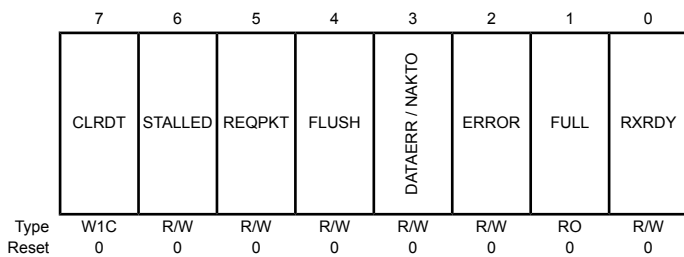 7 6 5 4 3 2 1 0
CLRDT STALLED REQPKT FLUSH DATAERR / NAKTO ERROR FULL RXRDY
Type W1C R/W R/W R/W R/W R/W RO R/W
Reset 0 0 0 0 0 0 0 0